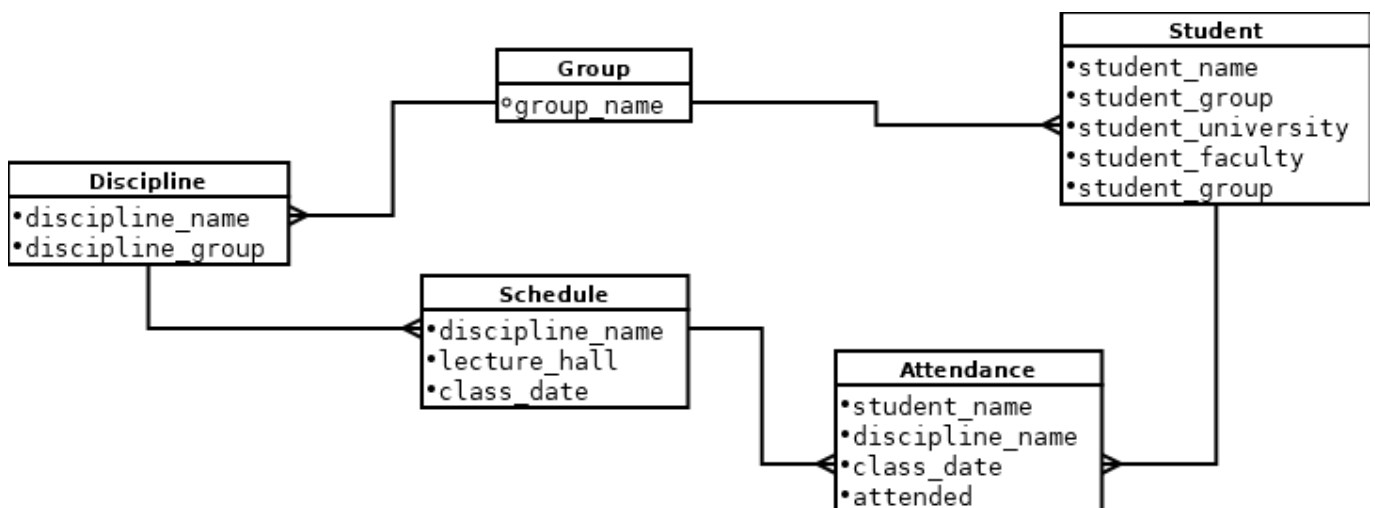 Group
group_name
Student
student_name
student_group
student_university
student_faculty
student_group
Discipline
discipline_name
discipline_group
Schedule
discipline_name
lecture_hall
class_date
Attendance
student_name
discipline_name
class_date
attended